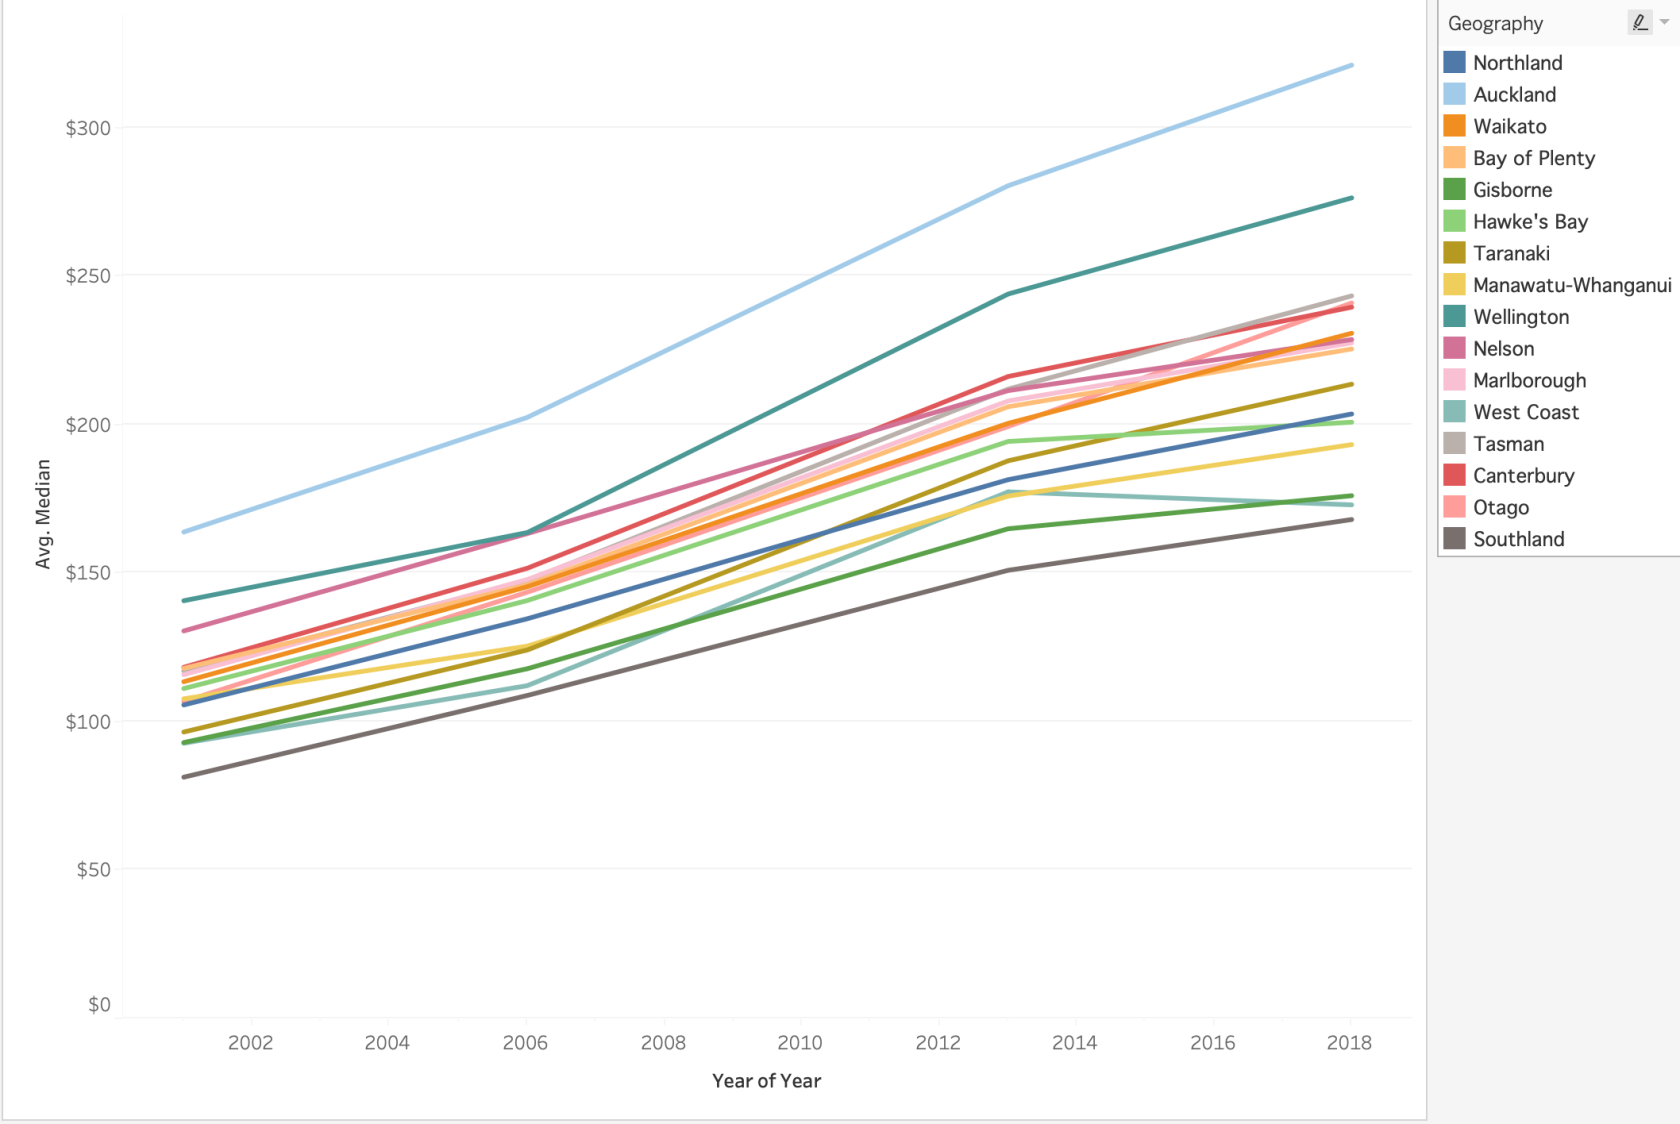 Geography
Northland
Auckland
Waikato
Bay of Plenty
Gisborne
Hawke's Bay
Taranaki
Manawatu-Whanganui
Wellington
Nelson
Marlborough
West Coast
Tasman
Canterbury
Otago
Southland
Avg. Median
$300
$250
$200
$150
$100
$50
$0
2002 2004 2006 2008 2010 2012 2014 2016 2018
Year of Year